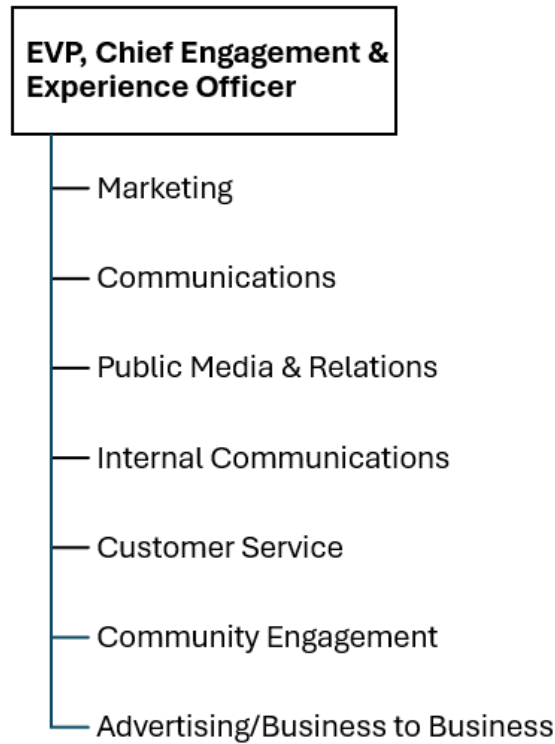 EVP, Chief Engagement &
Experience Officer
Marketing
Communications
Public Media & Relations
Internal Communications
Customer Service
Community Engagement
Advertising/Business to Business